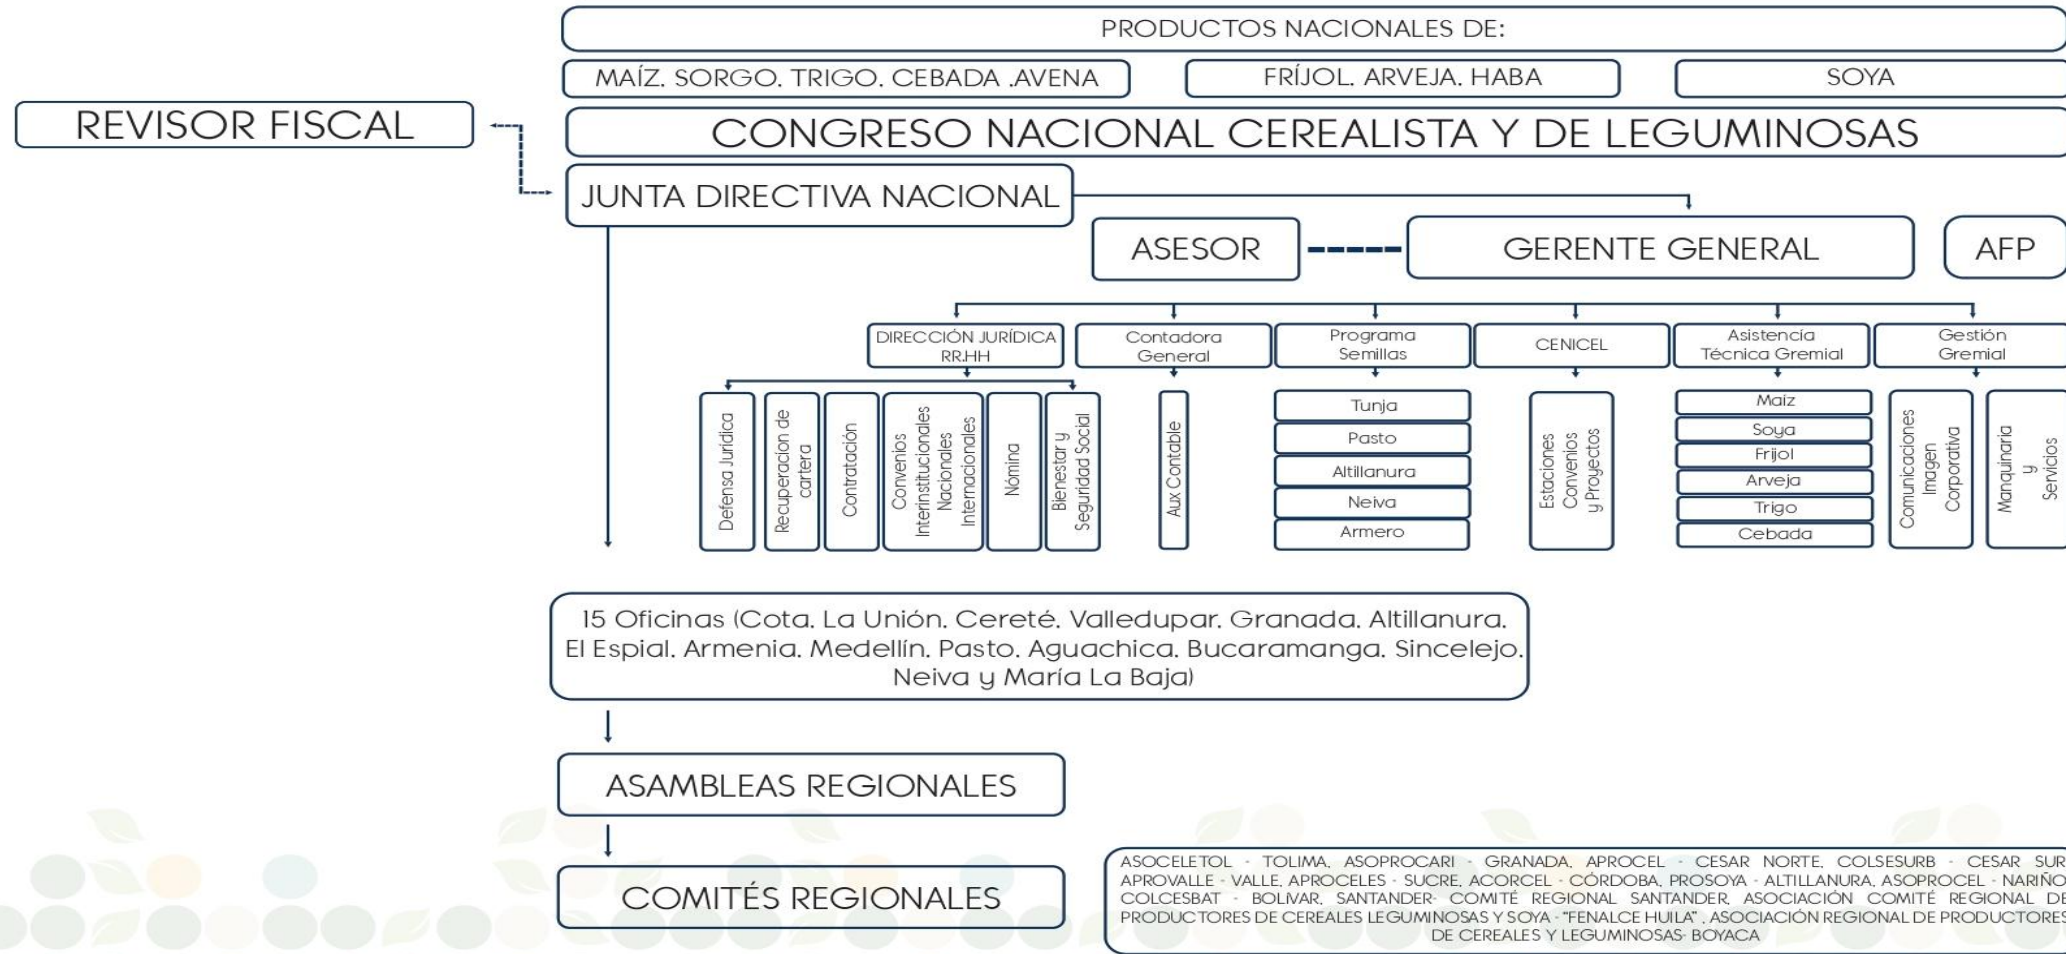 PRODUCTOS NACIONALES DE:
MAÍZ. SORGO. TRIGO. CEBADA .AVENA
FRÍJOL. ARVEJA. HABA
SOYA
REVISOR FISCAL
CONGRESO NACIONAL CEREALISTA Y DE LEGUMINOSAS
JUNTA DIRECTIVA NACIONAL
ASESOR
GERENTE GENERAL
AFP
DIRECCIÓN JURÍDICA
RR.HH
Contadora
General
Programa
Semillas
CENICEL
Asistencía
Técnica Gremial
Gestión
Gremial
Defensa Jurídica
Recuperacion de
cartera
Contratación
Convenios
Interinstitucionales
Nacionales
Internacionales
Nómina
Bienestar y
Seguridad Social
Aux Contable
Tunja
Pasto
Altillanura
Neiva
Armero
Estaciones
Convenios
y Proyectos
Maíz
Soya
Frijol
Arveja
Trigo
Cebada
Comunicaciones
Imagen
Corporativa
Manquinaria
y
Servicios
15 Oficinas (Cota. La Unión. Cereté. Valledupar. Granada. Altillanura.
El Espial. Armenia. Medellín. Pasto. Aguachica. Bucaramanga. Sincelejo.
Neiva y María La Baja)
ASAMBLEAS REGIONALES
COMITÉS REGIONALES
ASOCELETOL - TOLIMA, ASOPROCARI - GRANADA, APROCEL - CESAR NORTE, COLSESURB - CESAR SUR
APROVALLE - VALLE, APROCELES - SUCRE, ACORCEL - CÓRDOBA, PROSOYA - ALTILLANURA, ASOPROCEL - NARIÑO
COLCESBAT - BOLIVAR, SANTANDER- COMITÉ REGIONAL SANTANDER, ASOCIACIÓN COMITÉ REGIONAL DE
PRODUCTORES DE CEREALES LEGUMINOSAS Y SOYA - "FENALCE HUILA" , ASOCIACIÓN REGIONAL DE PRODUCTORES
DE CEREALES Y LEGUMINOSAS- BOYACA